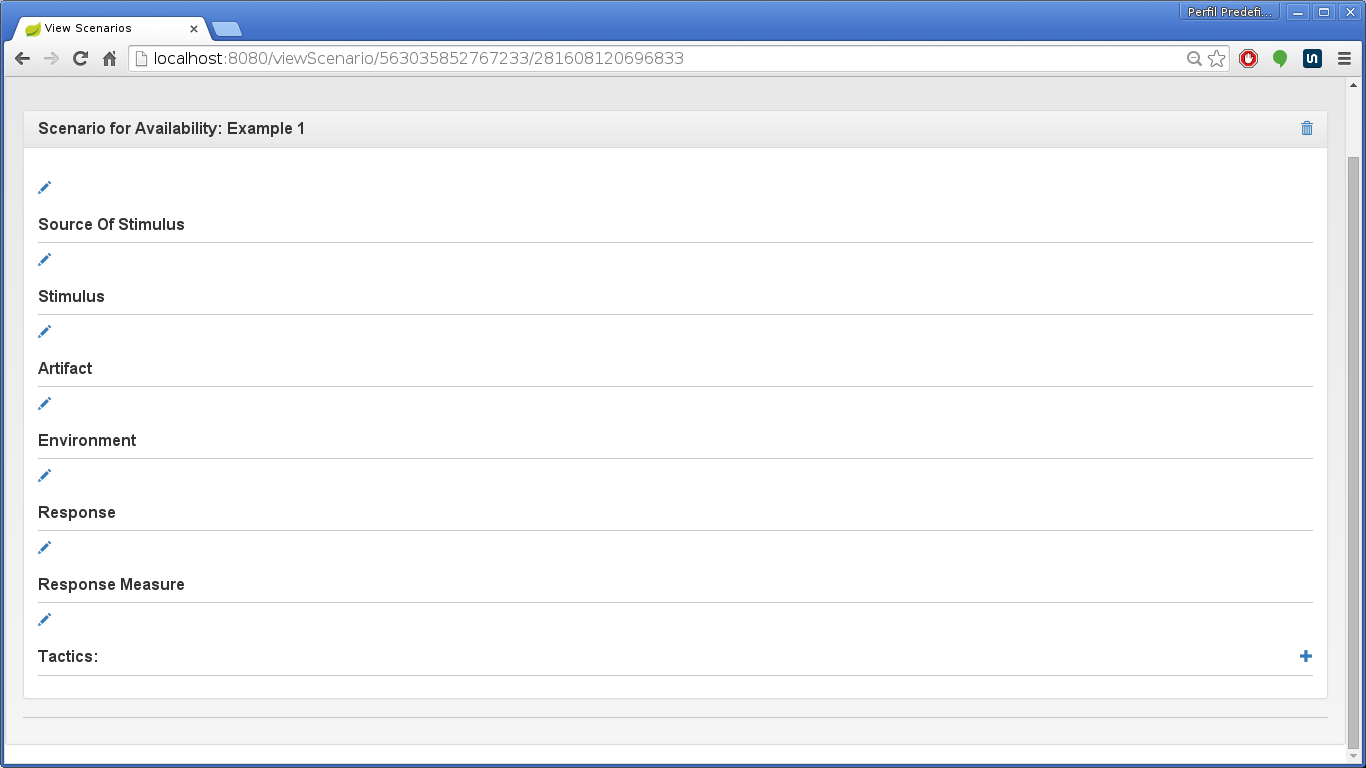 Perfil Predefi...
View Scenarios
localhost:8080/viewScenario/563035852767233/281608120696833
Scenario for Availability: Example 1
Source Of Stimulus
Stimulus
Artifact
Environment
Response
Response Measure
Tactics: